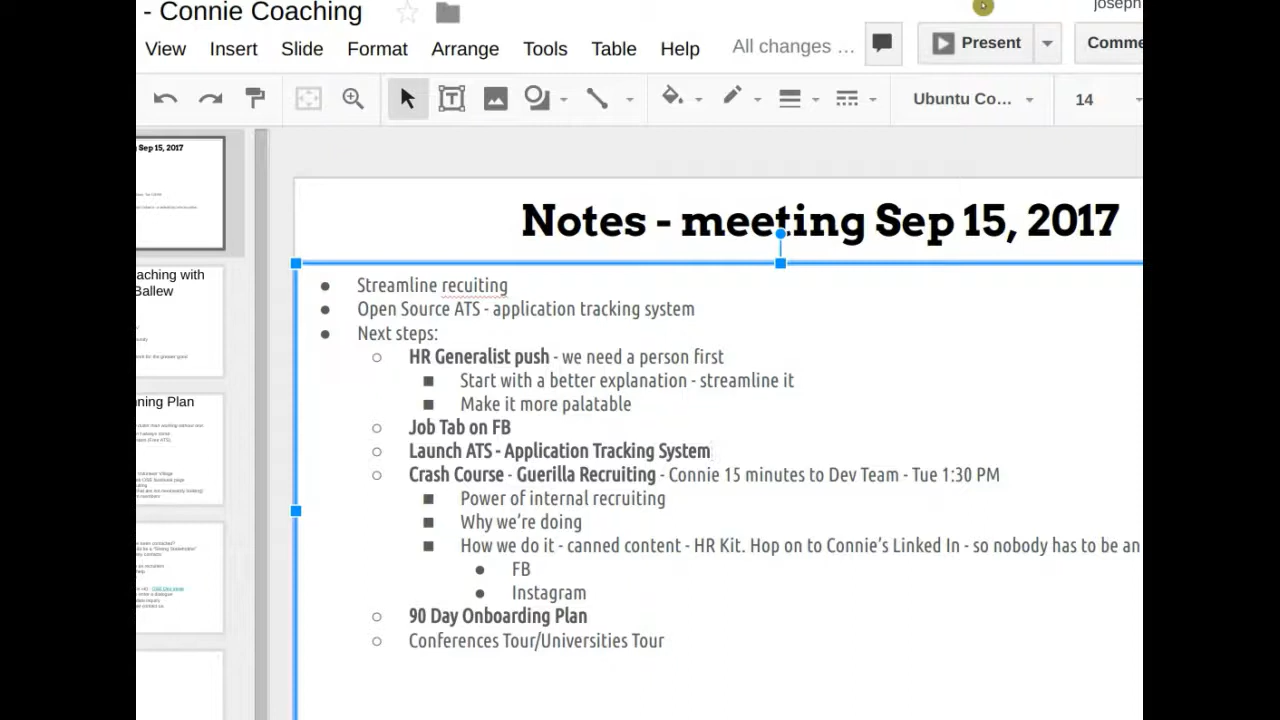 - Connie Coaching
joseph
View Insert Slide Format Arrange Tools Table Help All changes ... Present Comme
Ubuntu Co... 14
Sep 15, 2017
Notes - meeting Sep 15, 2017
Streamline recuiting
Open Source ATS - application tracking system
Next steps:
HR Generalist push - we need a person first
Start with a better explanation - streamline it
Make it more palatable
Job Tab on FB
Launch ATS - Application Tracking System
Crash Course - Guerilla Recruiting - Connie 15 minutes to Dev Team - Tue 1:30 PM
Power of internal recruiting
Why we're doing
How we do it - canned content - HR Kit. Hop on to Connie's Linked In - so nobody has to be an
FB
Instagram
90 Day Onboarding Plan
Conferences Tour/Universities Tour
aching with
Ballew
ning Plan